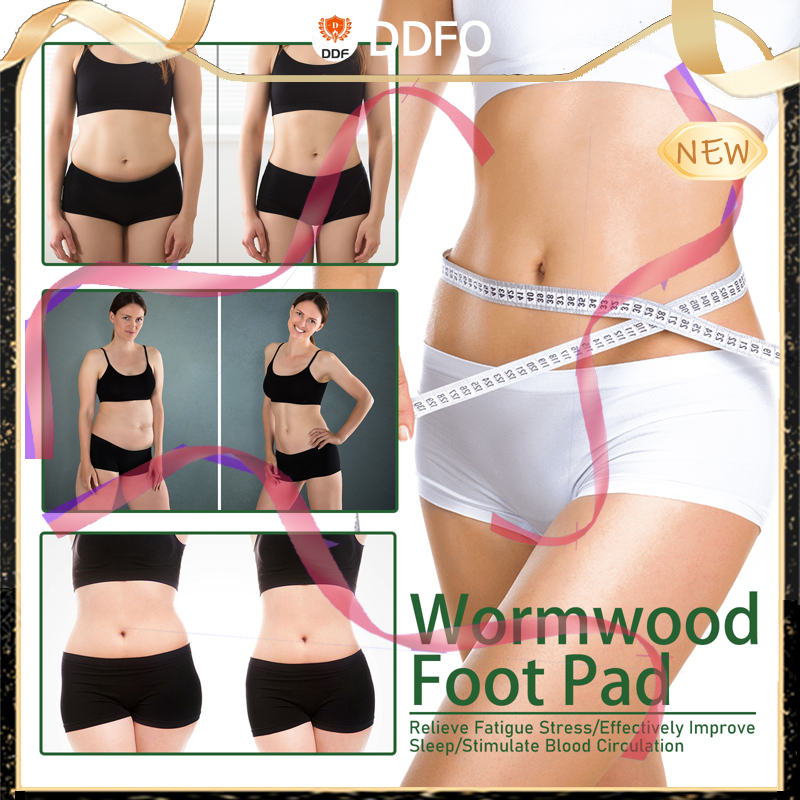 DDF
DDFO
NEW
Wormwood
Foot Pad
Relieve Fatigue Stress/Effectively Improve
Sleep/Stimulate Blood Circulation